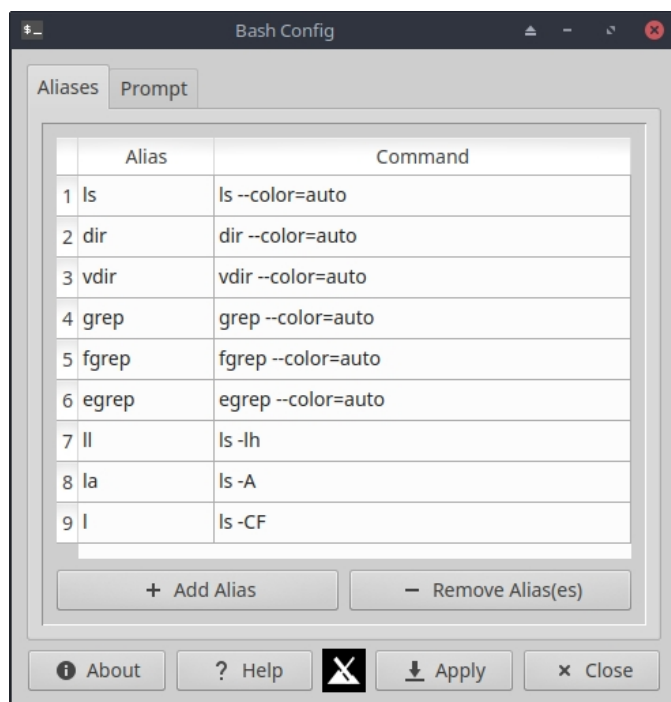 $_ Bash Config
Aliases Prompt
Alias Command
1 ls ls --color=auto
2 dir dir --color=auto
3 vdir vdir --color=auto
4 grep grep --color=auto
5 fgrep fgrep --color=auto
6 egrep egrep --color=auto
7 ll ls -lh
8 la ls -A
9 l ls -CF
+ Add Alias − Remove Alias(es)
About ? Help Apply × Close